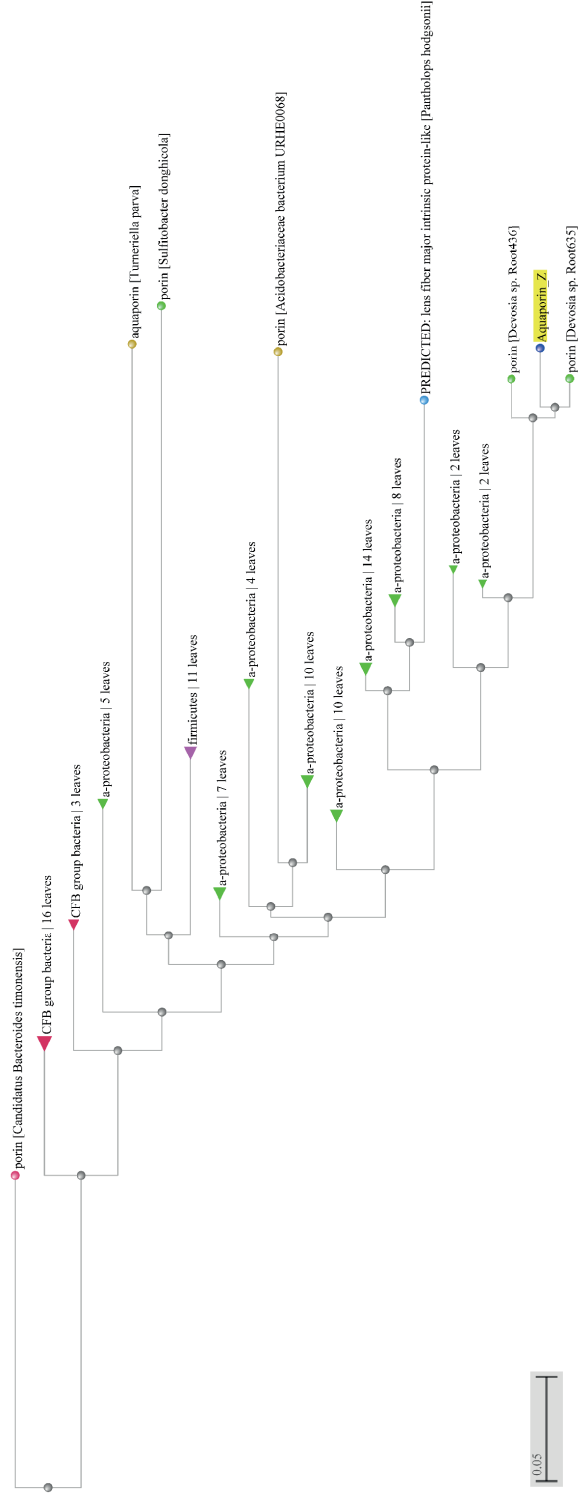 porin [Candidatus Bacteroides timonensis]
CFB group bacteria | 16 leaves
CFB group bacteria | 3 leaves
a-proteobacteria | 5 leaves
aquaporin [Turneriella parva]
porin [Sulfitobacter donghicola]
firmicutes | 11 leaves
a-proteobacteria | 7 leaves
a-proteobacteria | 4 leaves
porin [Acidobacteriaceae bacterium URHE0068]
a-proteobacteria | 10 leaves
a-proteobacteria | 10 leaves
a-proteobacteria | 14 leaves
a-proteobacteria | 8 leaves
PREDICTED: lens fiber major intrinsic protein-like [Pantholops hodgsonii]
a-proteobacteria | 2 leaves
a-proteobacteria | 2 leaves
porin [Devosia sp. Root436]
Aquaporin_Z
porin [Devosia sp. Root635]
0.05